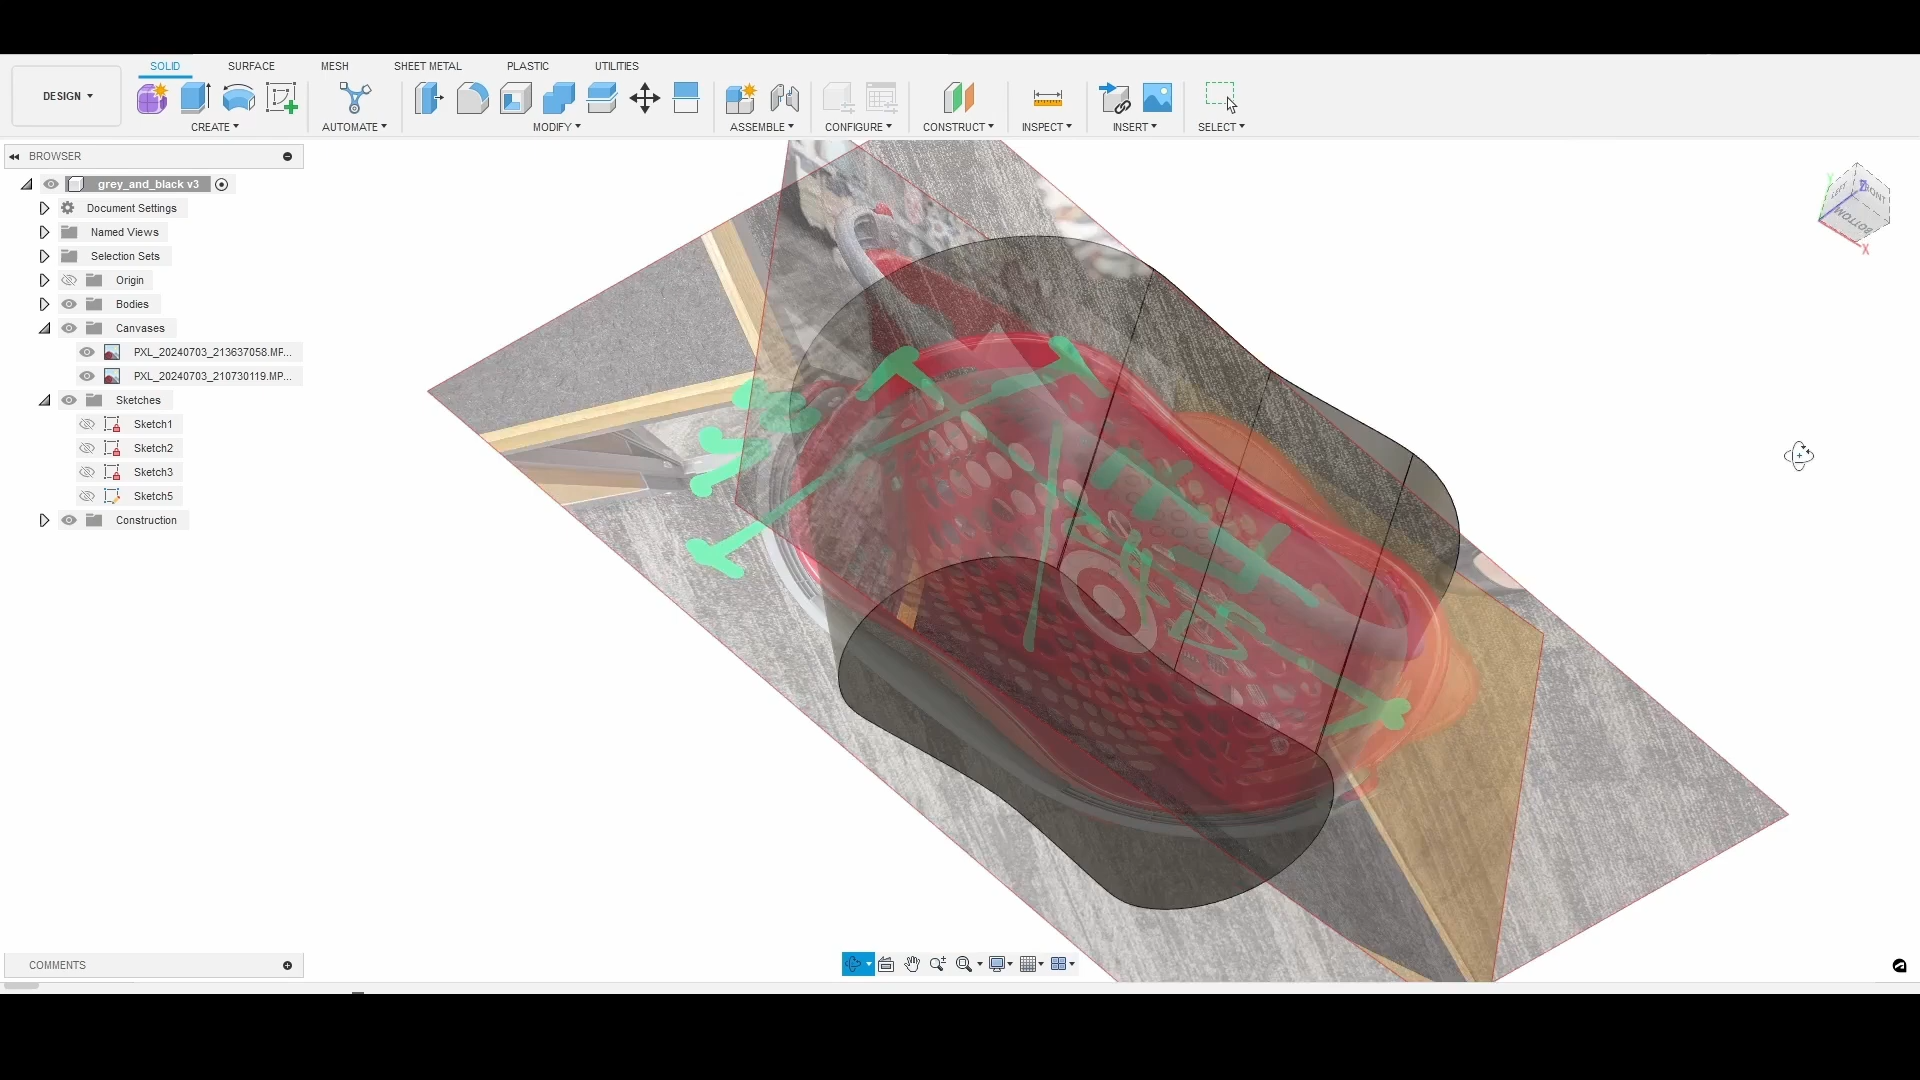 SOLID SURFACE MESH SHEET METAL PLASTIC UTILITIES
DESIGN
CREATE AUTOMATE MODIFY ASSEMBLE CONFIGURE CONSTRUCT INSPECT INSERT SELECT
BROWSER
grey_and_black v3
Document Settings
Named Views
Selection Sets
Origin
Bodies
Canvases
PXL_20240703_213637058.MP...
PXL_20240703_210730119.MP...
Sketches
Sketch1
Sketch2
Sketch3
Sketch5
Construction
COMMENTS
FRONT
BOTTOM
Z
X